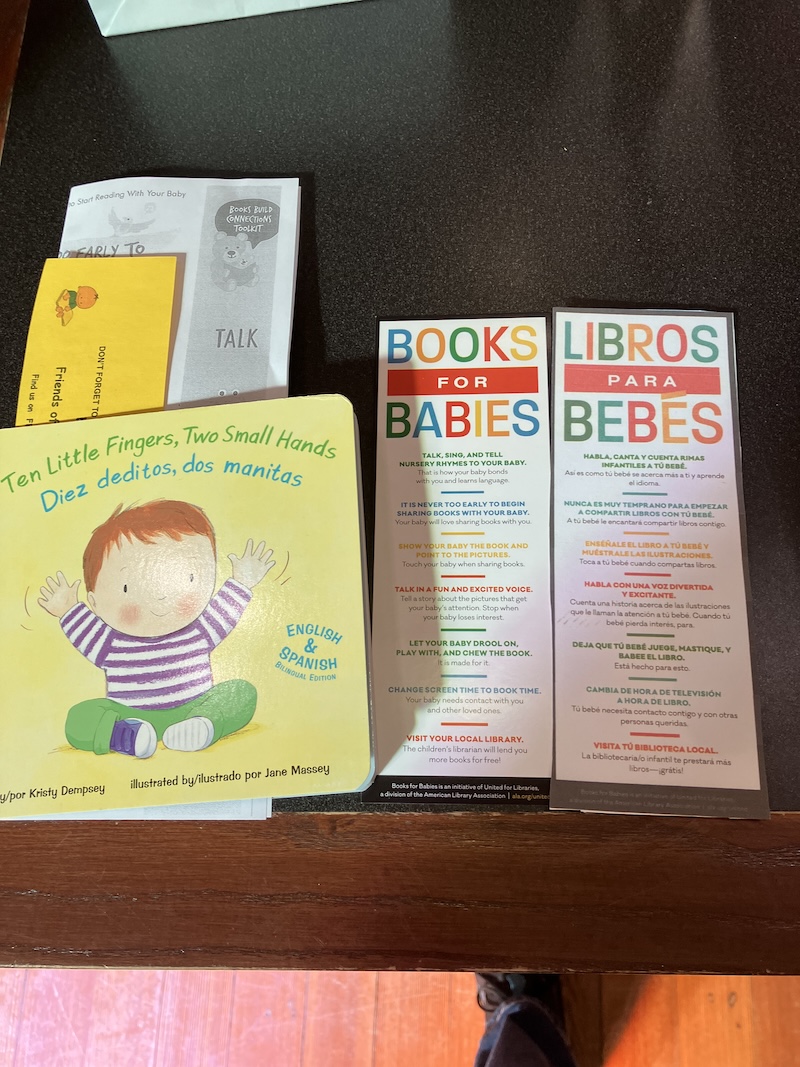 Start Reading With Your Baby
EARLY TO
BOOKS BUILD
CONNECTIONS
TOOLKIT
TALK
DON'T FORGET TO
Friends of
Find us on
Ten Little Fingers, Two Small Hands
Diez deditos, dos manitas
ENGLISH
&
SPANISH
BILINGUAL EDITION
y/por Kristy Dempsey
illustrated by/ilustrado por Jane Massey
BOOKS
FOR
BABIES
TALK, SING, AND TELL
NURSERY RHYMES TO YOUR BABY.
That is how your baby bonds
with you and learns language.
IT IS NEVER TOO EARLY TO BEGIN
SHARING BOOKS WITH YOUR BABY.
Your baby will love sharing books with you.
SHOW YOUR BABY THE BOOK AND
POINT TO THE PICTURES.
Touch your baby when sharing books.
TALK IN A FUN AND EXCITED VOICE.
Tell a story about the pictures that get
your baby's attention. Stop when
your baby loses interest.
LET YOUR BABY DROOL ON,
PLAY WITH, AND CHEW THE BOOK.
It is made for it.
CHANGE SCREEN TIME TO BOOK TIME.
Your baby needs contact with you
and other loved ones.
VISIT YOUR LOCAL LIBRARY.
The children's librarian will lend you
more books for free!
Books for Babies is an initiative of United for Libraries,
a division of the American Library Association | ala.org/united
LIBROS
PARA
BEBÉS
HABLA, CANTA Y CUENTA RIMAS
INFANTILES A TÚ BEBÉ.
Así es como tú bebé se acerca más a ti y aprende
el idioma.
NUNCA ES MUY TEMPRANO PARA EMPEZAR
A COMPARTIR LIBROS CON TÚ BEBÉ.
A tú bebé le encantará compartir libros contigo.
ENSÉÑALE EL LIBRO A TÚ BEBÉ Y
MUÉSTRALE LAS ILUSTRACIONES.
Toca a tú bebé cuando compartas libros.
HABLA CON UNA VOZ DIVERTIDA
Y EXCITANTE.
Cuenta una historia acerca de las ilustraciones
que le llaman la atención a tú bebé. Cuando tú
bebé pierda interés, para.
DEJA QUE TÚ BEBÉ JUEGE, MASTIQUE, Y
BABEE EL LIBRO.
Está hecho para esto.
CAMBIA DE HORA DE TELEVISIÓN
A HORA DE LIBRO.
Tú bebé necesita contacto contigo y con otras
personas queridas.
VISITA TÚ BIBLIOTECA LOCAL.
La bibliotecaria/o infantil te prestará más
libros—¡grátis!